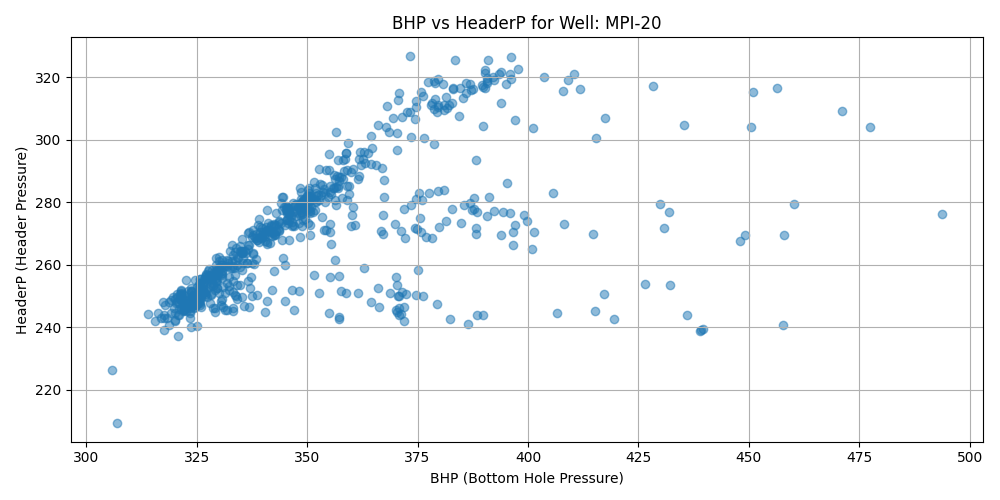 BHP vs HeaderP for Well: MPI-20
HeaderP (Header Pressure)
320
300
280
260
240
220
300 325 350 375 400 425 450 475 500
BHP (Bottom Hole Pressure)